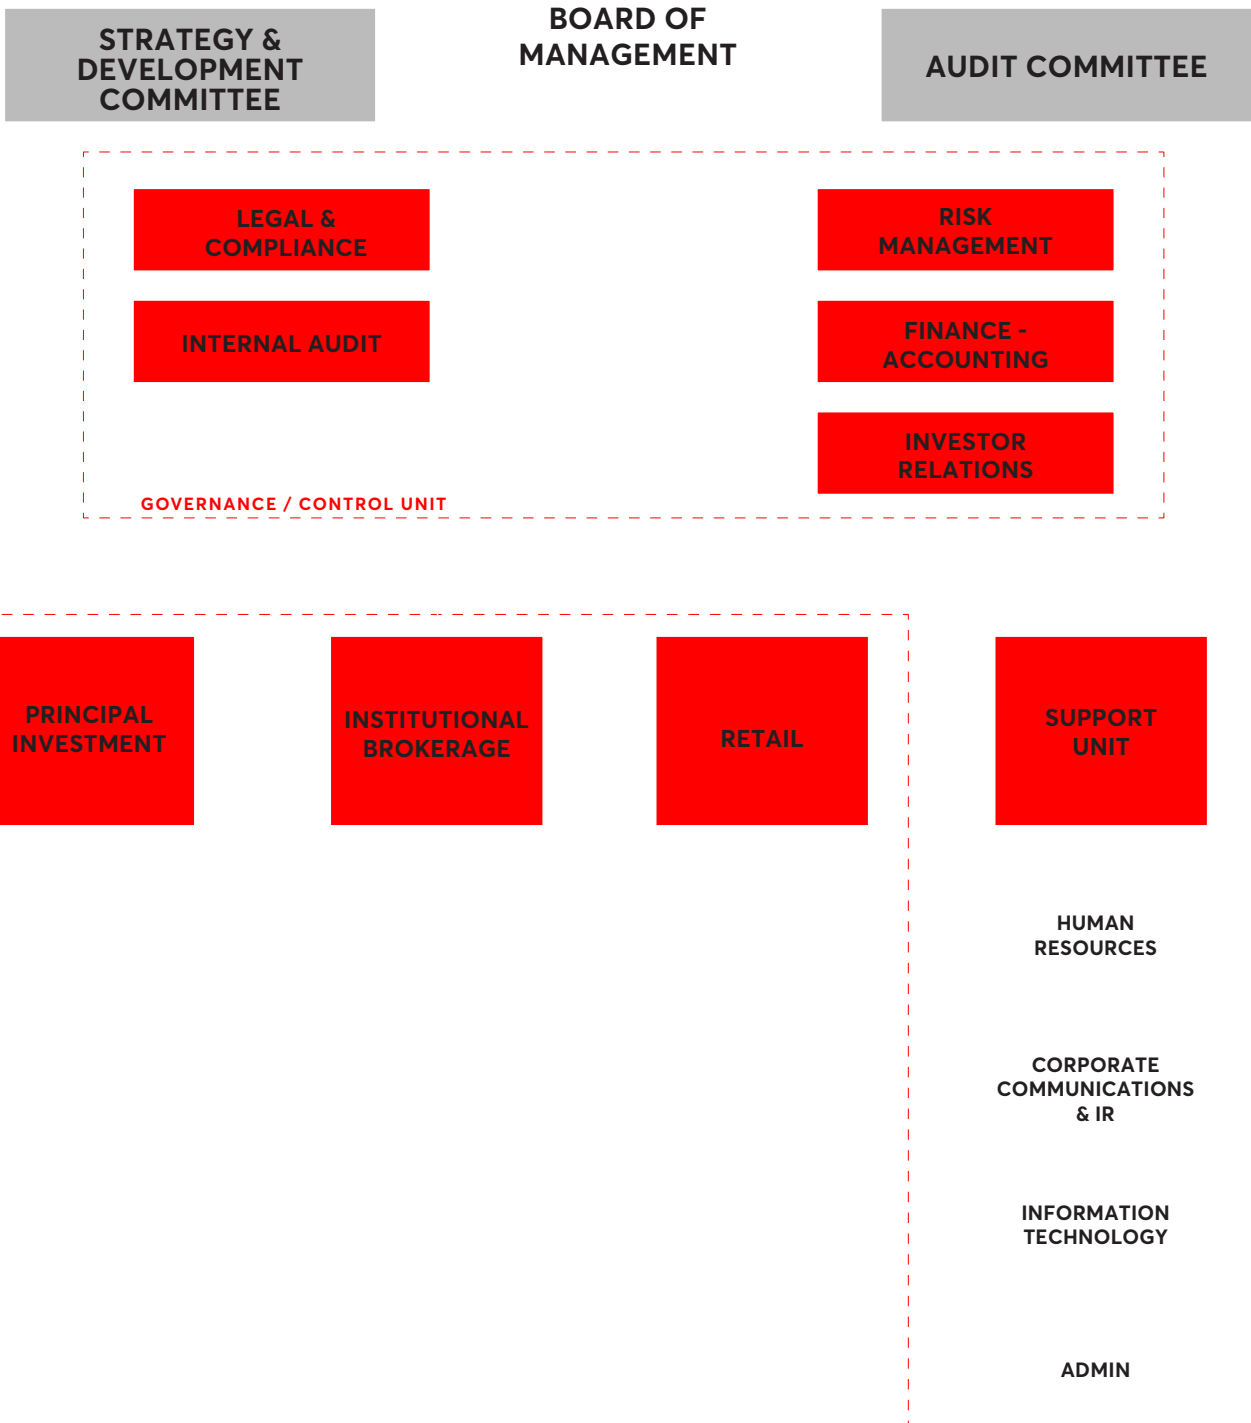 BOARD OF
MANAGEMENT
STRATEGY &
DEVELOPMENT
COMMITTEE
AUDIT COMMITTEE
LEGAL &
COMPLIANCE
RISK
MANAGEMENT
INTERNAL AUDIT
FINANCE -
ACCOUNTING
INVESTOR
RELATIONS
GOVERNANCE / CONTROL UNIT
PRINCIPAL
INVESTMENT
INSTITUTIONAL
BROKERAGE
RETAIL
SUPPORT
UNIT
HUMAN
RESOURCES
CORPORATE
COMMUNICATIONS
& IR
INFORMATION
TECHNOLOGY
ADMIN